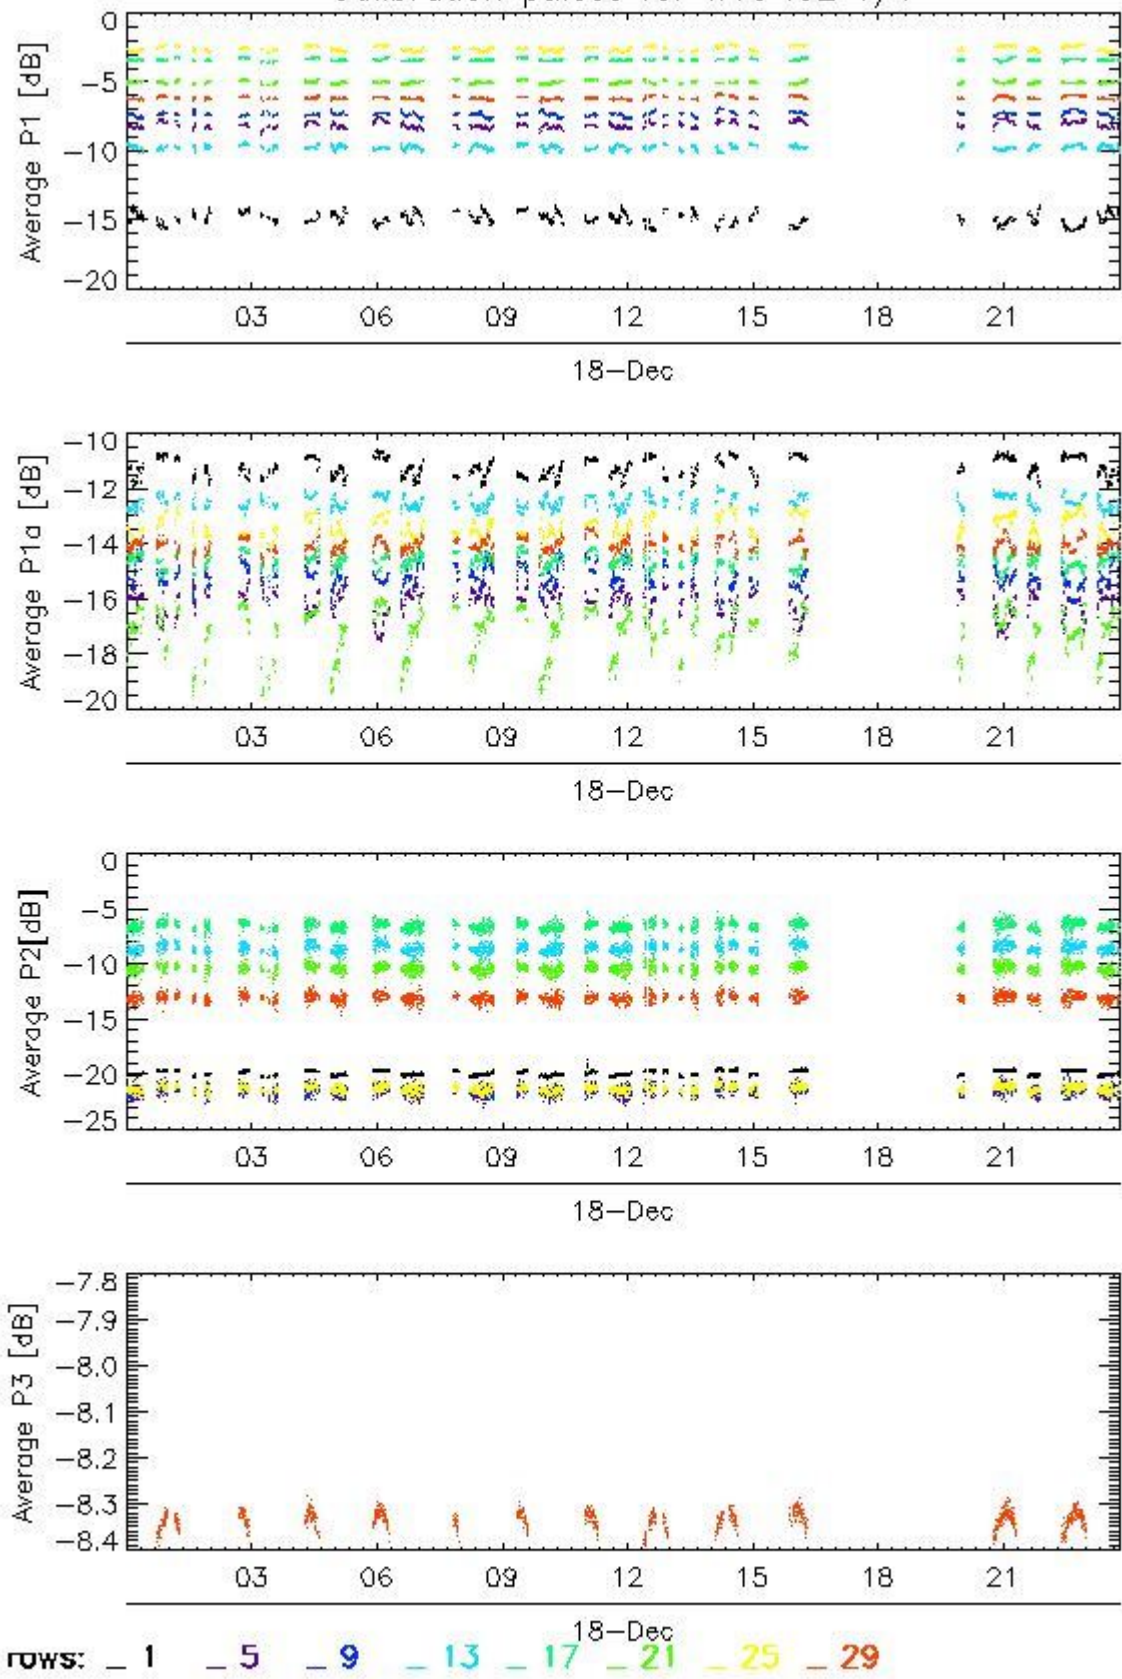 0
−5
−10
−15
−20
Average P1 [dB]
03 06 09 12 15 18 21
18−Dec
−10
−12
−14
−16
−18
−20
Average P1a [dB]
03 06 09 12 15 18 21
18−Dec
0
−5
−10
−15
−20
−25
Average P2[dB]
03 06 09 12 15 18 21
18−Dec
−7.8
−7.9
−8.0
−8.1
−8.2
−8.3
−8.4
Average P3 [dB]
03 06 09 12 15 18 21
18−Dec
rows: _ 1 _ 5 _ 9 _ 13 _ 17 _ 21 _ 25 _ 29